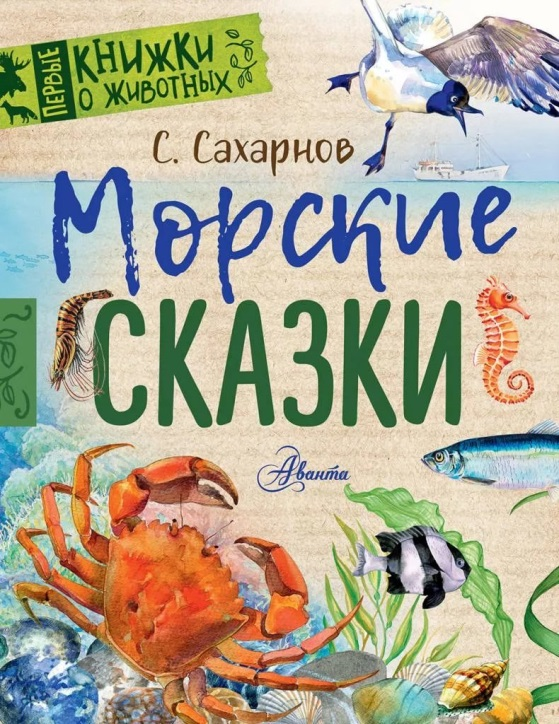 ПЕРВЫЕ
КНИЖКИ
О ЖИВОТНЫХ
С. Сахарнов
Морские
СКАЗКИ
Аванта